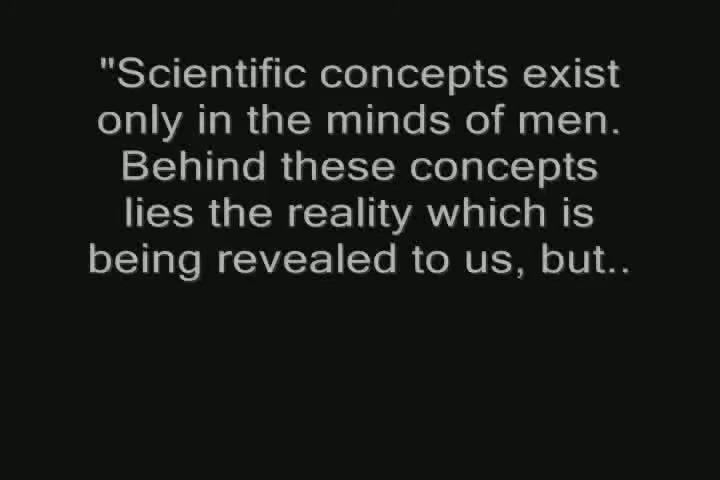 "Scientific concepts exist
only in the minds of men.
Behind these concepts
lies the reality which is
being revealed to us, but..